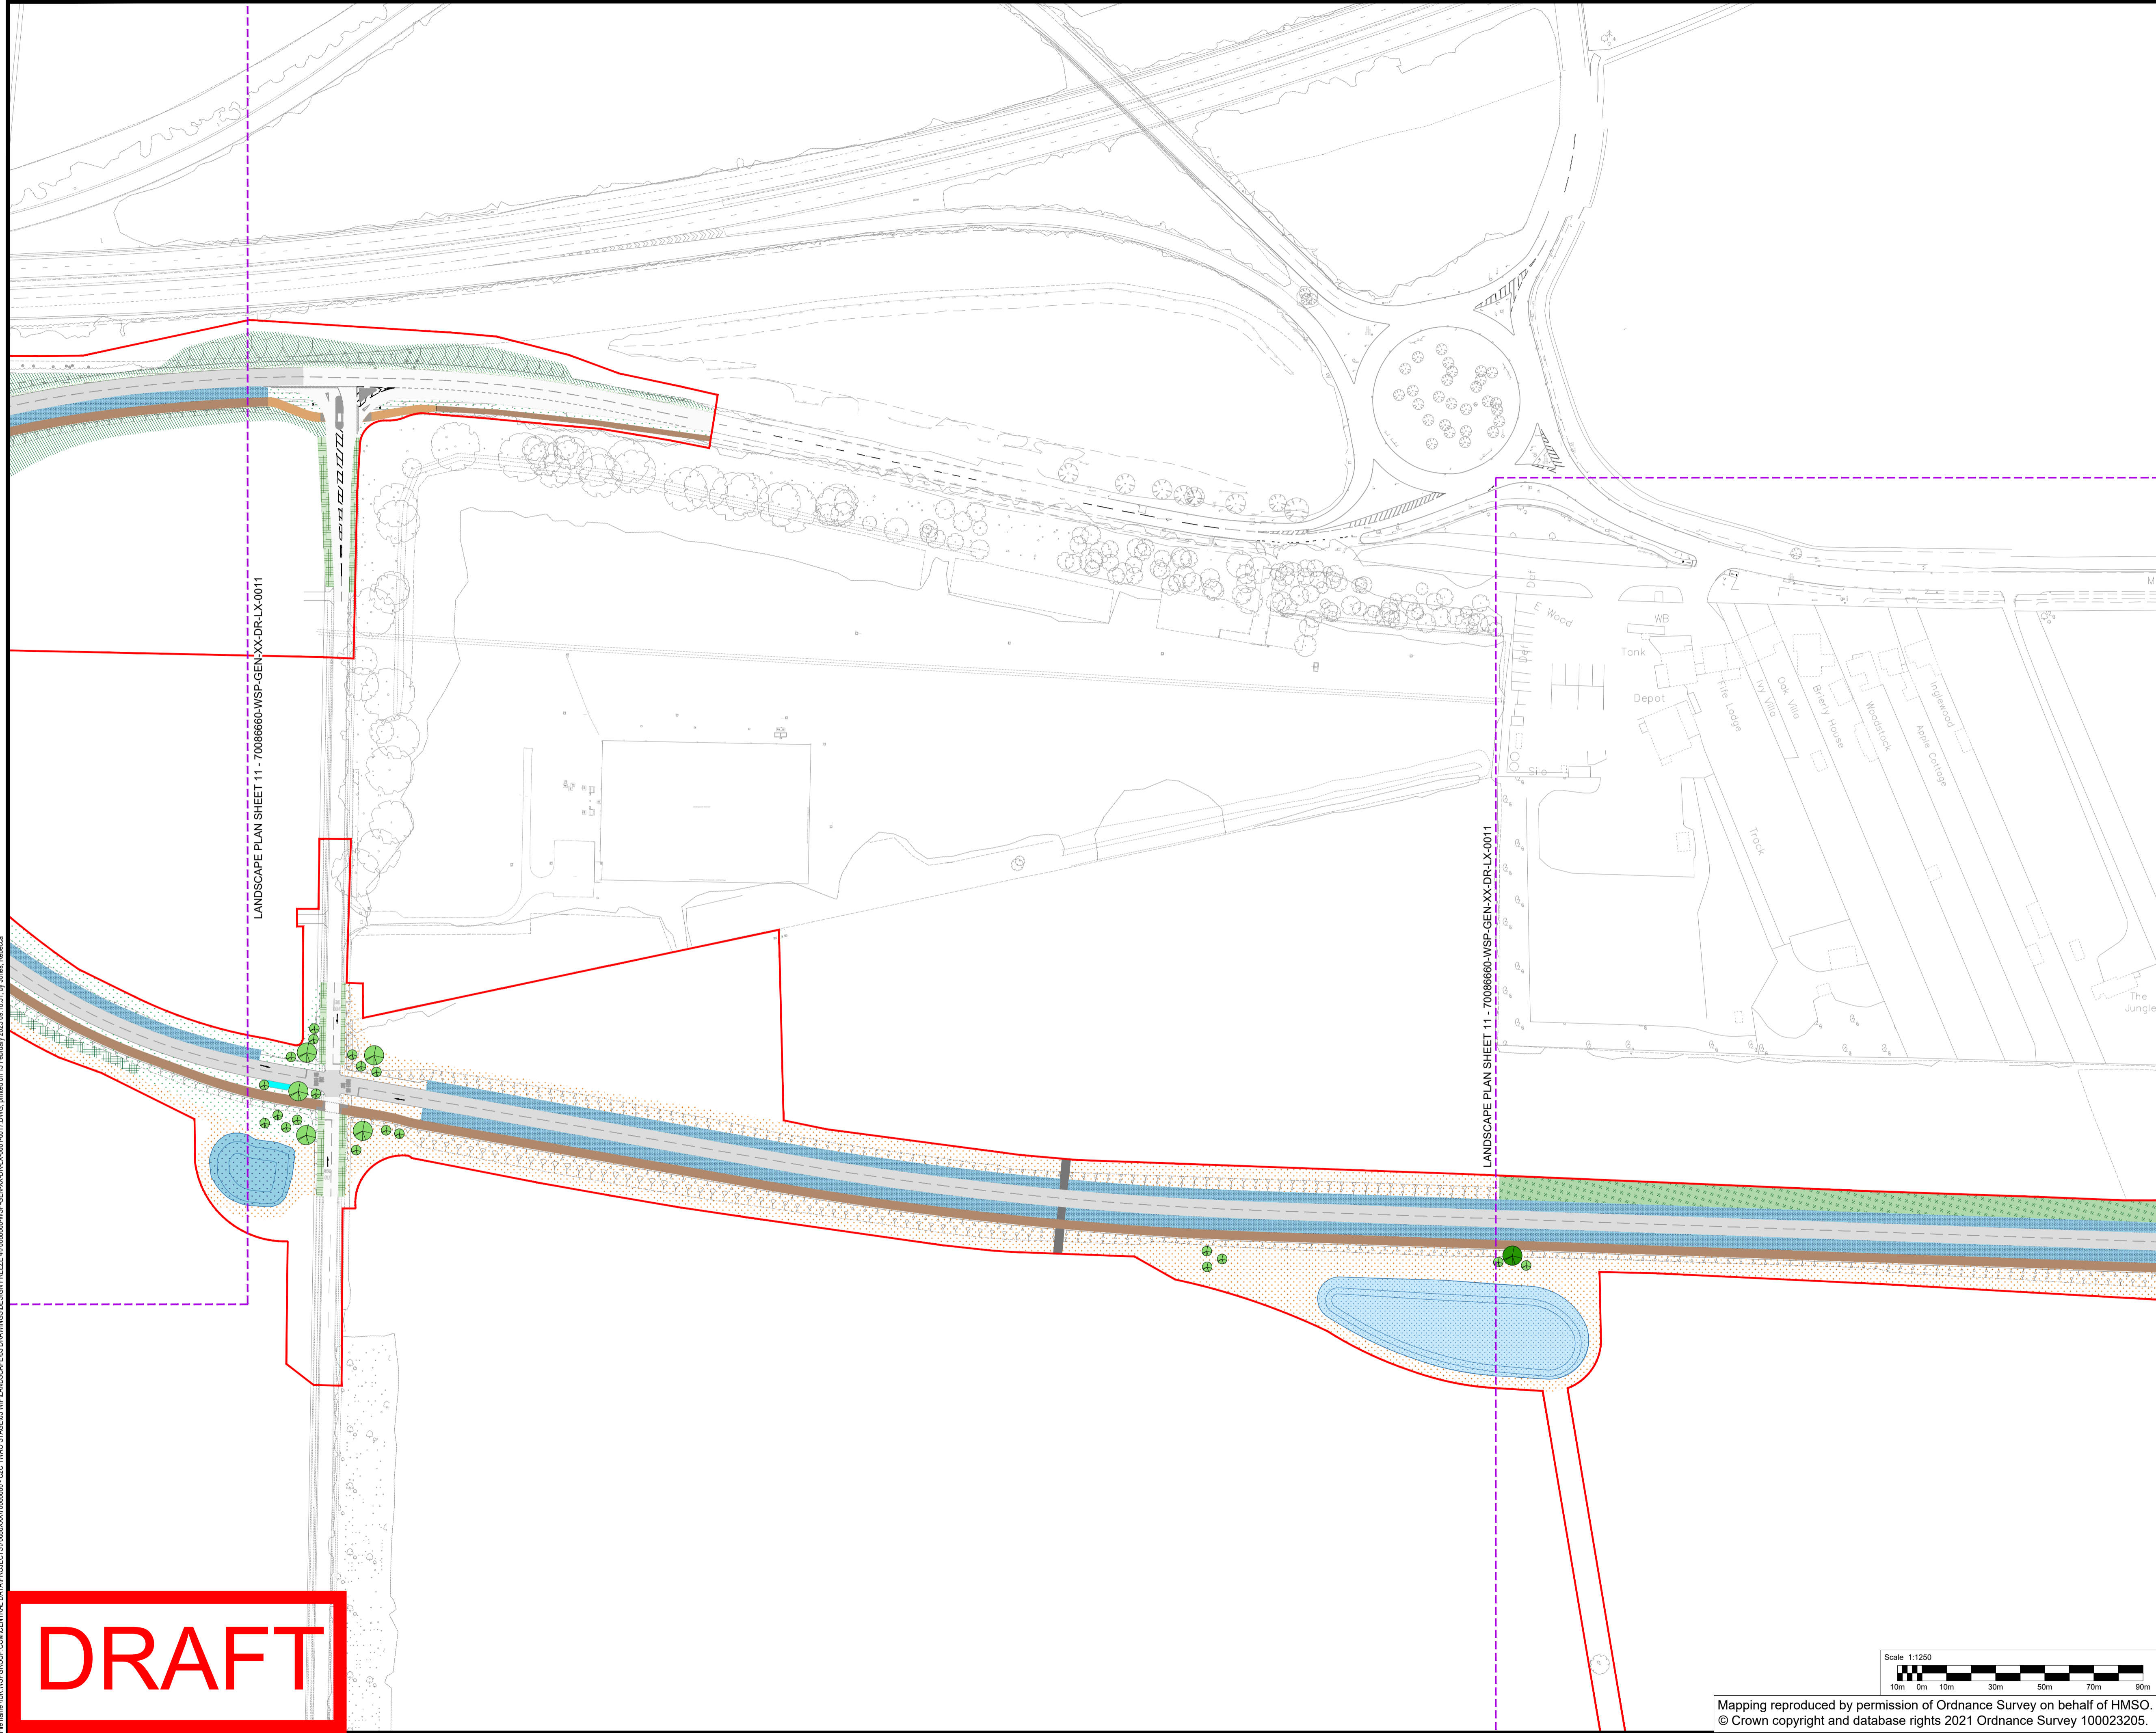 LANDSCAPE PLAN SHEET 11 - 70086660-WSP-GEN-XX-DR-LX-0011
LANDSCAPE PLAN SHEET 11 - 70086660-WSP-GEN-XX-DR-LX-0011
E Wood
WB
Tank
Depot
Silo
Fife Lodge
Ivy Villa
Oak Villa
Brierly House
Woodstock
Apple Cottage
Inglewood
Track
The
Jungle
DRAFT
Scale 1:1250
10m 0m 10m 30m 50m 70m 90m
Mapping reproduced by permission of Ordnance Survey on behalf of HMSO.
© Crown copyright and database rights 2021 Ordnance Survey 100023205.